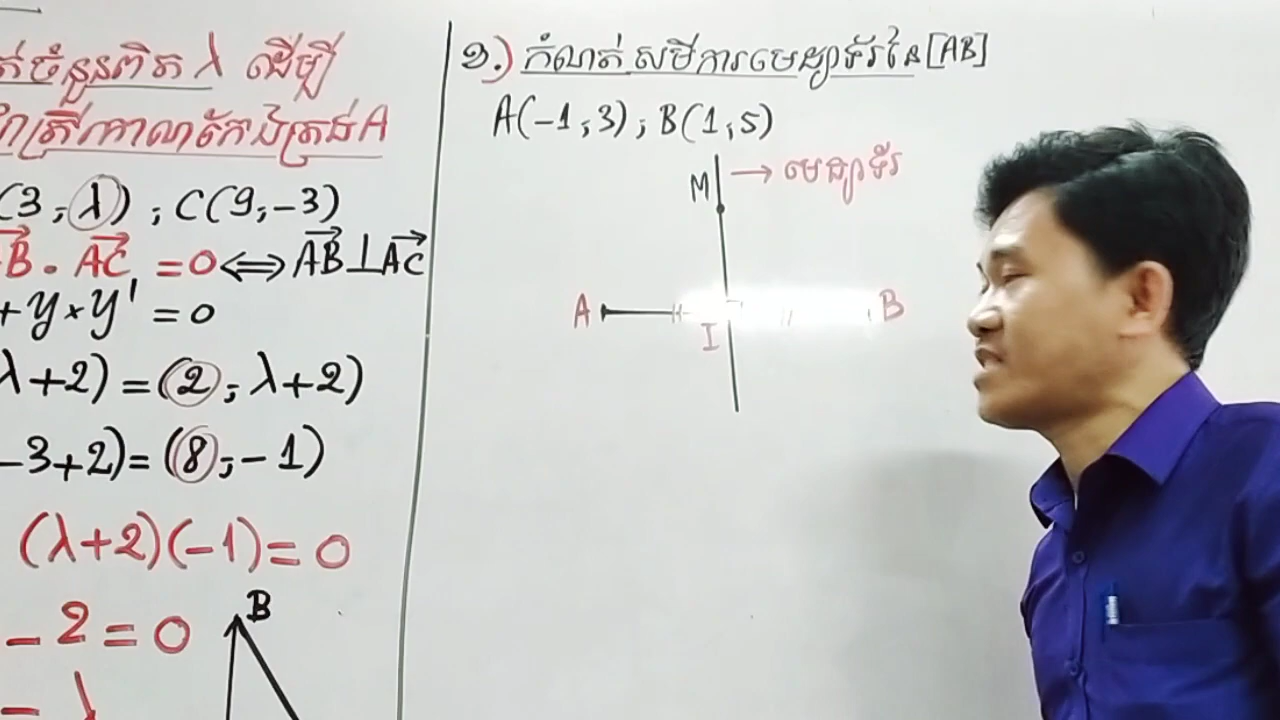 ត់ចំនួនពិត λ ដើម្បី
ត្រីកោណកែងត្រង់ A
(3 ; λ) , C(9 ; -3)
B . AC = 0 ⟺ AB ⊥ AC
+ y × y' = 0
λ + 2) = (2 ; λ + 2)
- 3 + 2) = (8 ; - 1)
(λ + 2)(-1) = 0
- 2 = 0
- λ
B
១.) កំណត់សមីការមេដ្យាទ័រនៃ [AB]
A(-1 ; 3) ; B(1 ; 5)
M → មេដ្យាទ័រ
A I B